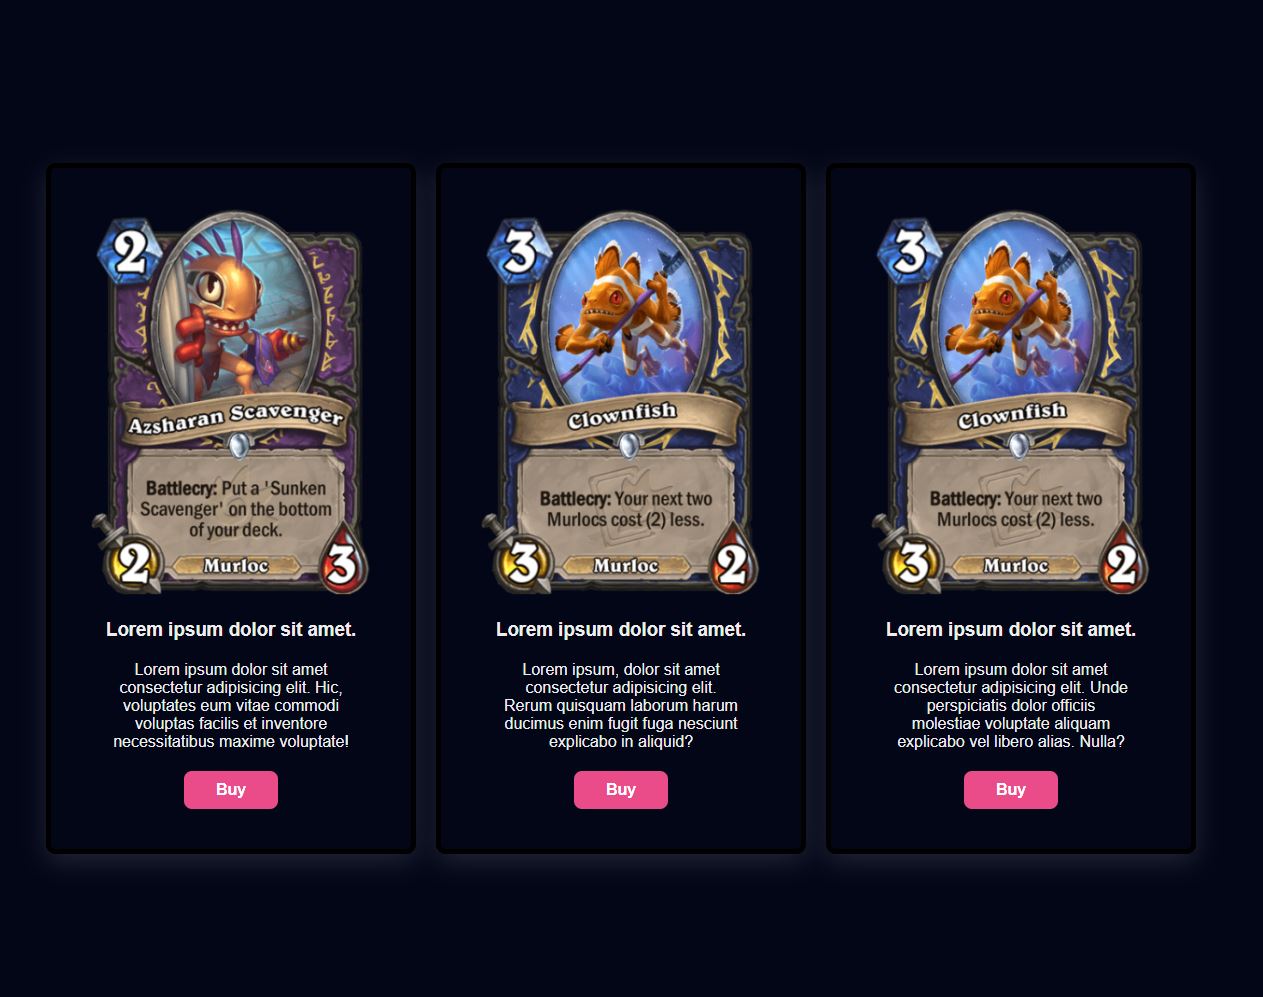 2
Azsharan Scavenger
Battlecry: Put a 'Sunken
Scavenger' on the bottom
of your deck.
2
Murloc
3
Lorem ipsum dolor sit amet.
Lorem ipsum dolor sit amet
consectetur adipisicing elit. Hic,
voluptates eum vitae commodi
voluptas facilis et inventore
necessitatibus maxime voluptate!
Buy
3
Clownfish
Battlecry: Your next two
Murlocs cost (2) less.
3
Murloc
2
Lorem ipsum dolor sit amet.
Lorem ipsum, dolor sit amet
consectetur adipisicing elit.
Rerum quisquam laborum harum
ducimus enim fugit fuga nesciunt
explicabo in aliquid?
Buy
3
Clownfish
Battlecry: Your next two
Murlocs cost (2) less.
3
Murloc
2
Lorem ipsum dolor sit amet.
Lorem ipsum dolor sit amet
consectetur adipisicing elit. Unde
perspiciatis dolor officiis
molestiae voluptate aliquam
explicabo vel libero alias. Nulla?
Buy